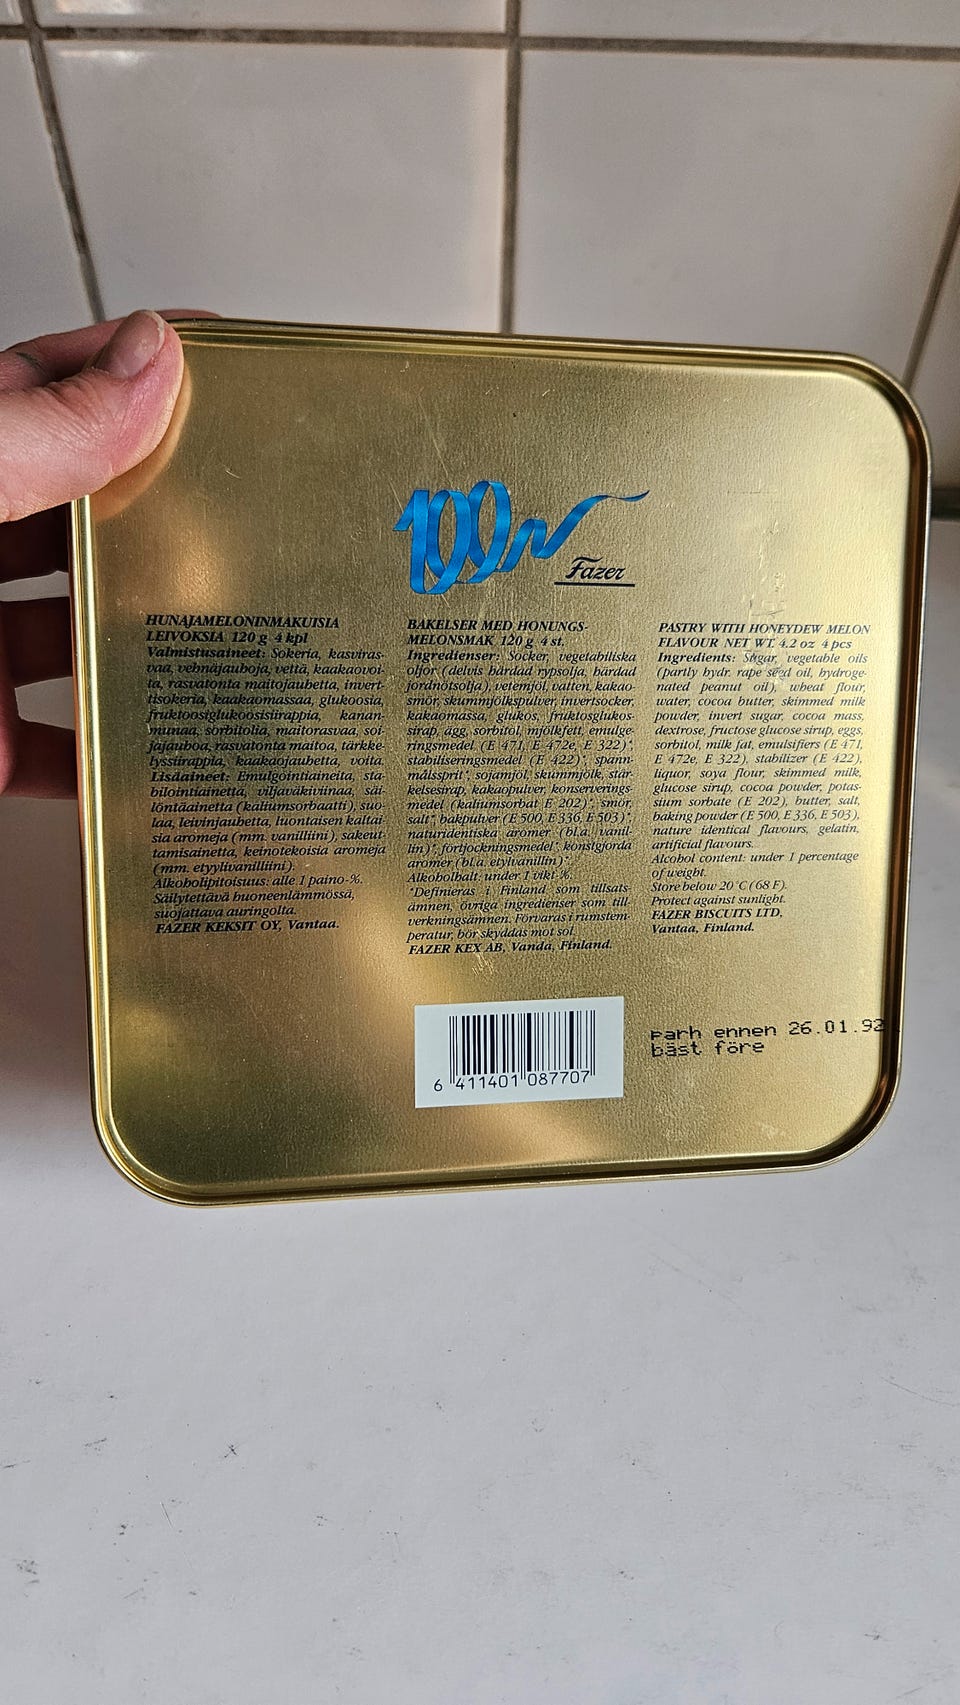 100
Fazer
HUNAJAMELONINMAKUISIA
LEIVOKSIA 120 g 4 kpl
Valmistusaineet: Sokeria, kasviras-
vaa, vehnäjauhoja, vettä, kaakaovoi-
ta, rasvatonta maitojauhetta, invert-
tisokeria, kaakaomassaa, glukoosia,
fruktoosiglukoosisiirappia, kanan-
munaa, sorbitolia, maitorasvaa, soi-
jajauhoa, rasvatonta maitoa, tärkke-
lyssiirappia, kaakaojauhetta, voita.
Lisäaineet: Emulgointiaineita, sta-
bilointiainetta, viljaväkiviinaa, säi-
löntäainetta (kaliumsorbaatti), suo-
laa, leivinjauhetta, luontaisen kaltai-
sia aromeja (mm. vanilliini), sakeut-
tamisainetta, keinotekoisia aromeja
(mm. etyylivanilliini).
Alkoholipitoisuus: alle 1 paino-%.
Säilytettävä huoneenlämmössä,
suojattava auringolta.
FAZER KEKSIT OY, Vantaa.
BAKELSER MED HONUNGS-
MELONSMAK 120 g 4 st.
Ingredienser: Socker, vegetabiliska
oljor (delvis härdad rypsolja, härdad
jordnötsolja), vetemjöl, vatten, kakao-
smör, skummjölkspulver, invertsocker,
kakaomassa, glukos, fruktosglukos-
sirap, ägg, sorbitol, mjölkfett, emulge-
ringsmedel (E 471, E 472e, E 322)*,
stabiliseringsmedel (E 422)*, spann-
målssprit*, sojamjöl, skummjölk, stär-
kelsesirap, kakaopulver, konserverings-
medel (kaliumsorbat E 202)*, smör,
salt*, bakpulver (E 500, E 336, E 503)*,
naturidentiska aromer (bl.a. vanil-
lin)*, förtjockningsmedel*, konstgjorda
aromer (bl.a. etylvanillin)*.
Alkoholhalt: under 1 vikt-%.
*Definieras i Finland som tillsats-
ämnen, övriga ingredienser som till-
verkningsämnen. Förvaras i rumstem-
peratur, bör skyddas mot sol.
FAZER KEX AB, Vanda, Finland.
PASTRY WITH HONEYDEW MELON
FLAVOUR NET WT. 4.2 oz 4 pcs
Ingredients: Sugar, vegetable oils
(partly hydr. rape seed oil, hydroge-
nated peanut oil), wheat flour,
water, cocoa butter, skimmed milk
powder, invert sugar, cocoa mass,
dextrose, fructose glucose sirup, eggs,
sorbitol, milk fat, emulsifiers (E 471,
E 472e, E 322), stabilizer (E 422),
liquor, soya flour, skimmed milk,
glucose sirup, cocoa powder, potas-
sium sorbate (E 202), butter, salt,
baking powder (E 500, E 336, E 503),
nature identical flavours, gelatin,
artificial flavours.
Alcohol content: under 1 percentage
of weight.
Store below 20°C (68 F).
Protect against sunlight.
FAZER BISCUITS LTD,
Vantaa, Finland.
parh ennen 26.01.92
bäst före
6 411401 087707